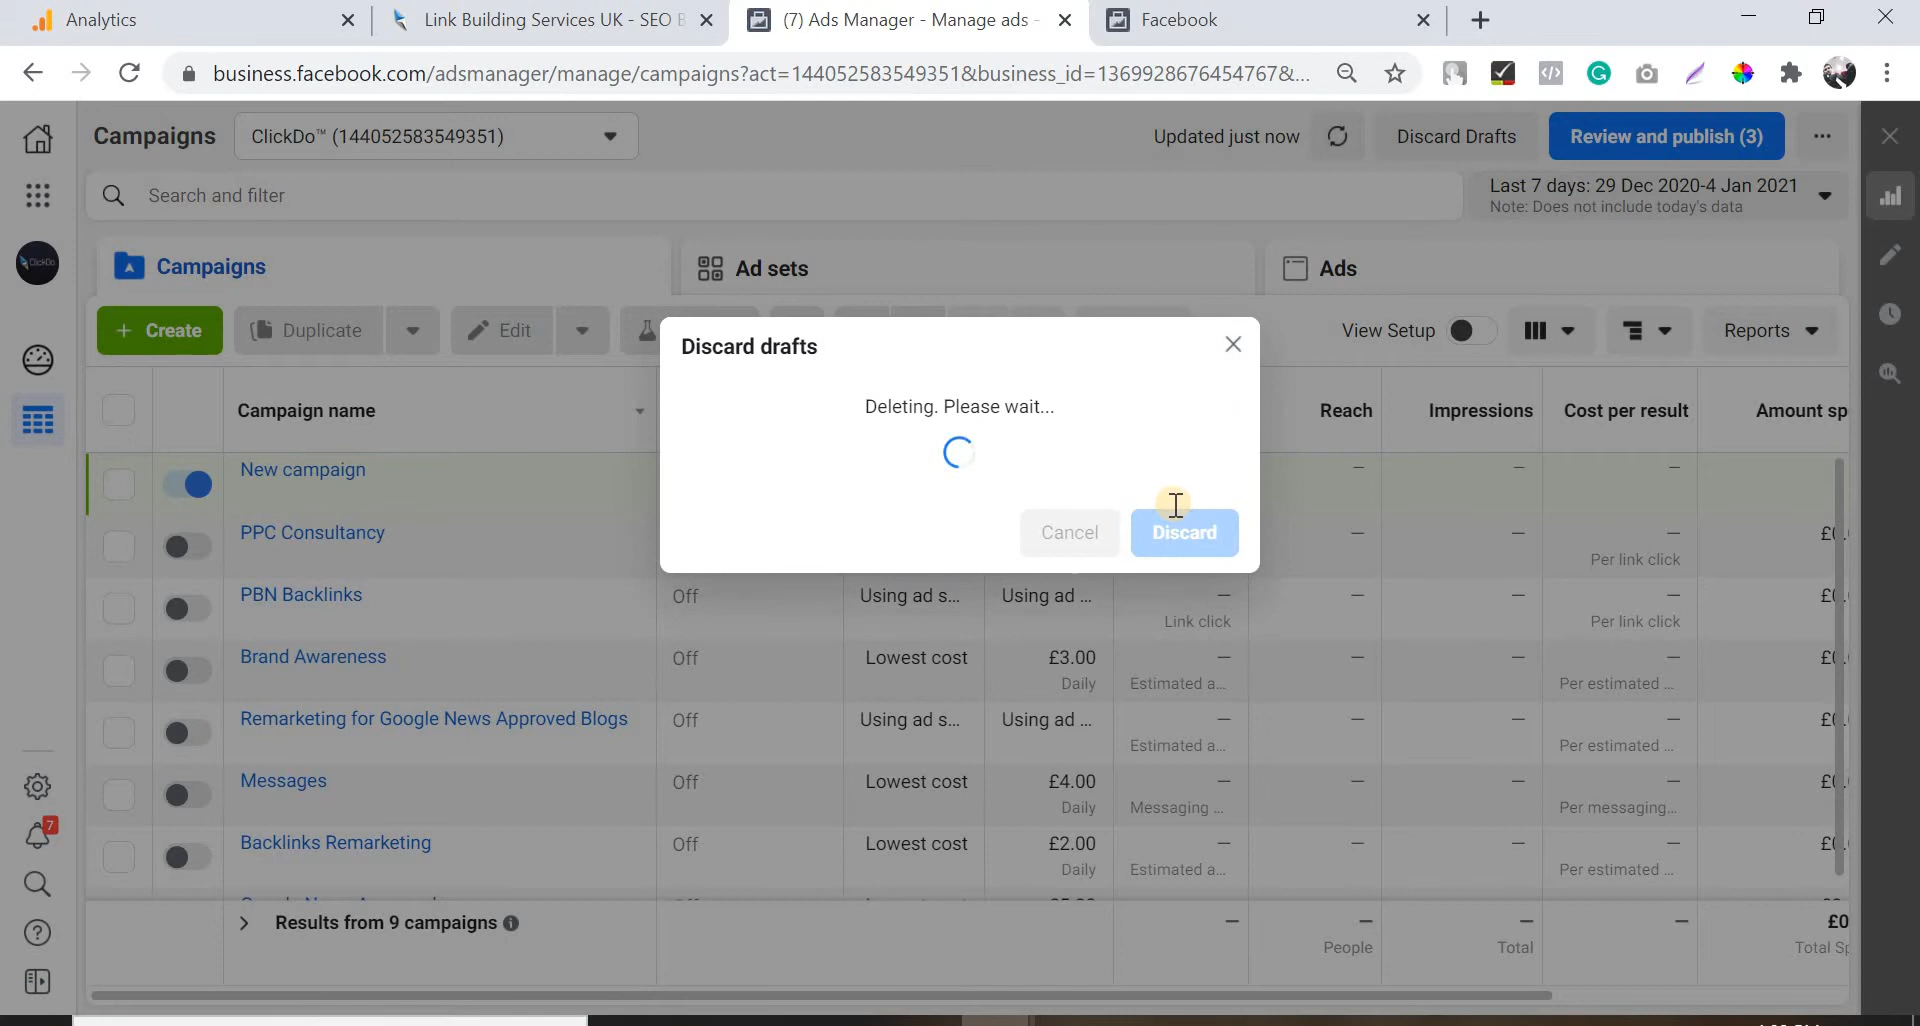 Analytics
Link Building Services UK - SEO B
(7) Ads Manager - Manage ads -
Facebook
business.facebook.com/adsmanager/manage/campaigns?act=144052583549351&business_id=1369928676454767&...
Campaigns
ClickDo™ (144052583549351)
Updated just now
Discard Drafts
Review and publish (3)
Search and filter
Last 7 days: 29 Dec 2020-4 Jan 2021
Note: Does not include today's data
ClickDo
Campaigns
Ad sets
Ads
+ Create
Duplicate
Edit
View Setup
Reports
Discard drafts
Deleting. Please wait...
Cancel
Discard
Campaign name
Reach
Impressions
Cost per result
Amount sp
New campaign
— — —
PPC Consultancy
— — —
Per link click
PBN Backlinks
Off Using ad s... Using ad ... — — — —
Link click Per link click
Brand Awareness
Off Lowest cost £3.00 — — — —
Daily Estimated a... Per estimated ...
Remarketing for Google News Approved Blogs
Off Using ad s... Using ad ... — — — —
Estimated a... Per estimated ...
Messages
Off Lowest cost £4.00 — — — —
Daily Messaging ... Per messaging...
Backlinks Remarketing
Off Lowest cost £2.00 — — — —
Daily Estimated a... Per estimated ...
7
Results from 9 campaigns
— — — — £0
People Total Total Sp